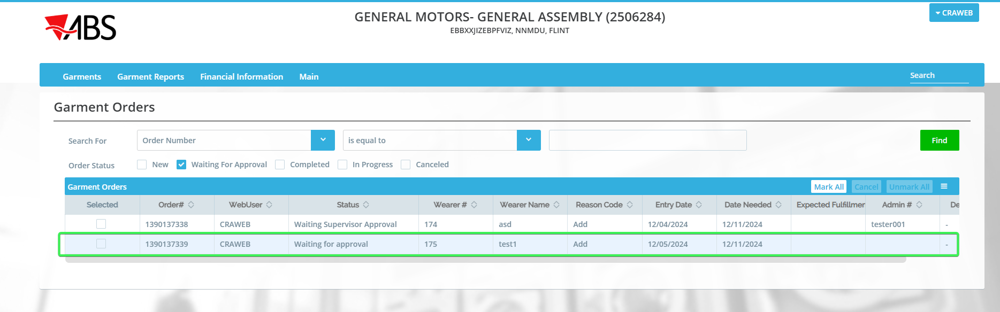 ABS
GENERAL MOTORS- GENERAL ASSEMBLY (2506284)
EBBXXJIZEBPFVIZ, NNMDU, FLINT
CRAWEB
Garments Garment Reports Financial Information Main Search
Garment Orders
Search For Order Number is equal to Find
Order Status New Waiting For Approval Completed In Progress Canceled
Garment Orders Mark All Cancel Unmark All
Selected Order# WebUser Status Wearer # Wearer Name Reason Code Entry Date Date Needed Expected Fulfillmen Admin # De
1390137338 CRAWEB Waiting Supervisor Approval 174 asd Add 12/04/2024 12/11/2024 tester001 -
1390137339 CRAWEB Waiting for approval 175 test1 Add 12/05/2024 12/11/2024 -